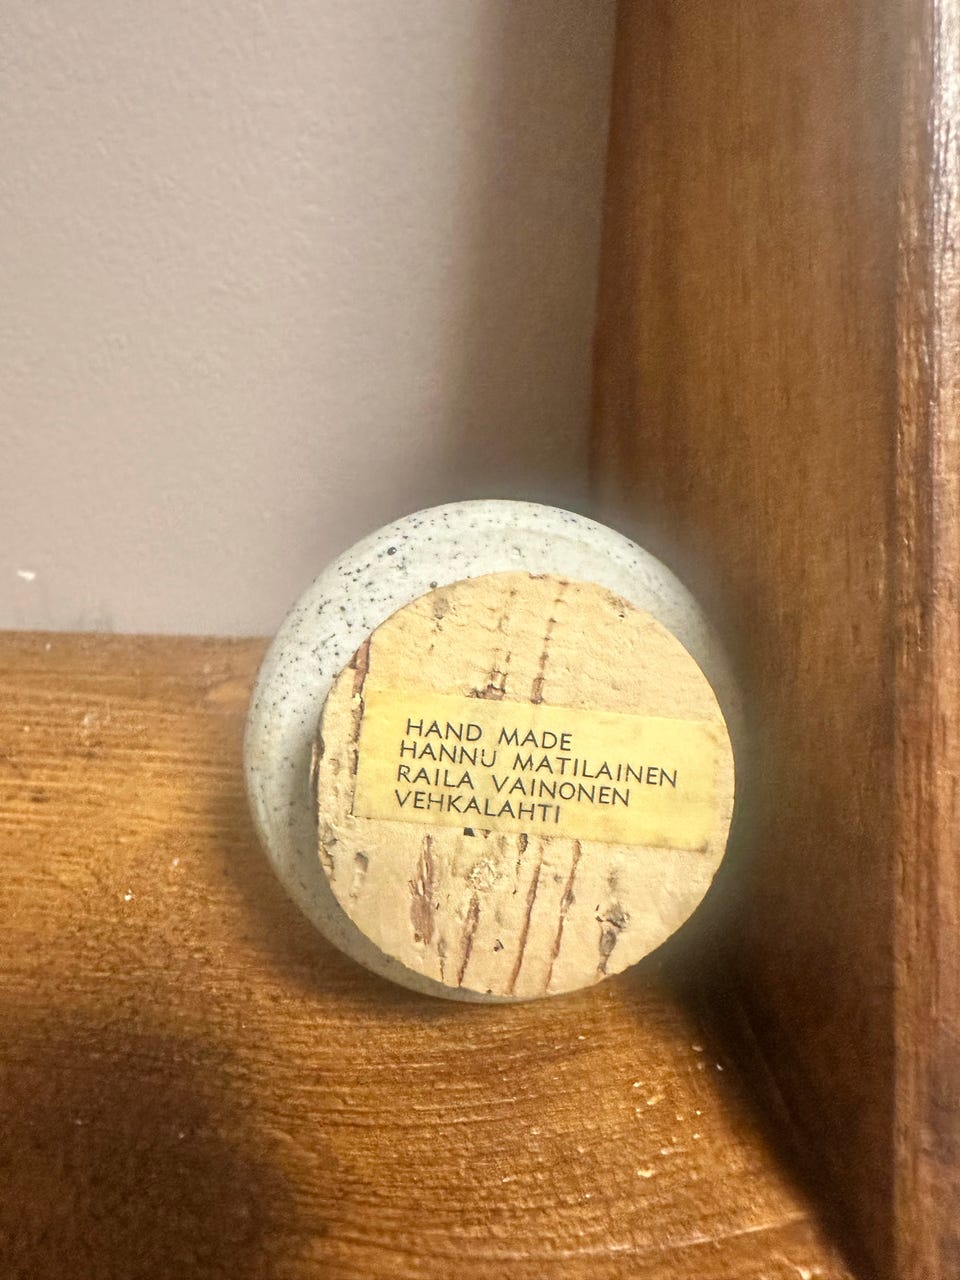 HAND MADE
HANNU MATILAINEN
RAILA VAINONEN
VEHKALAHTI